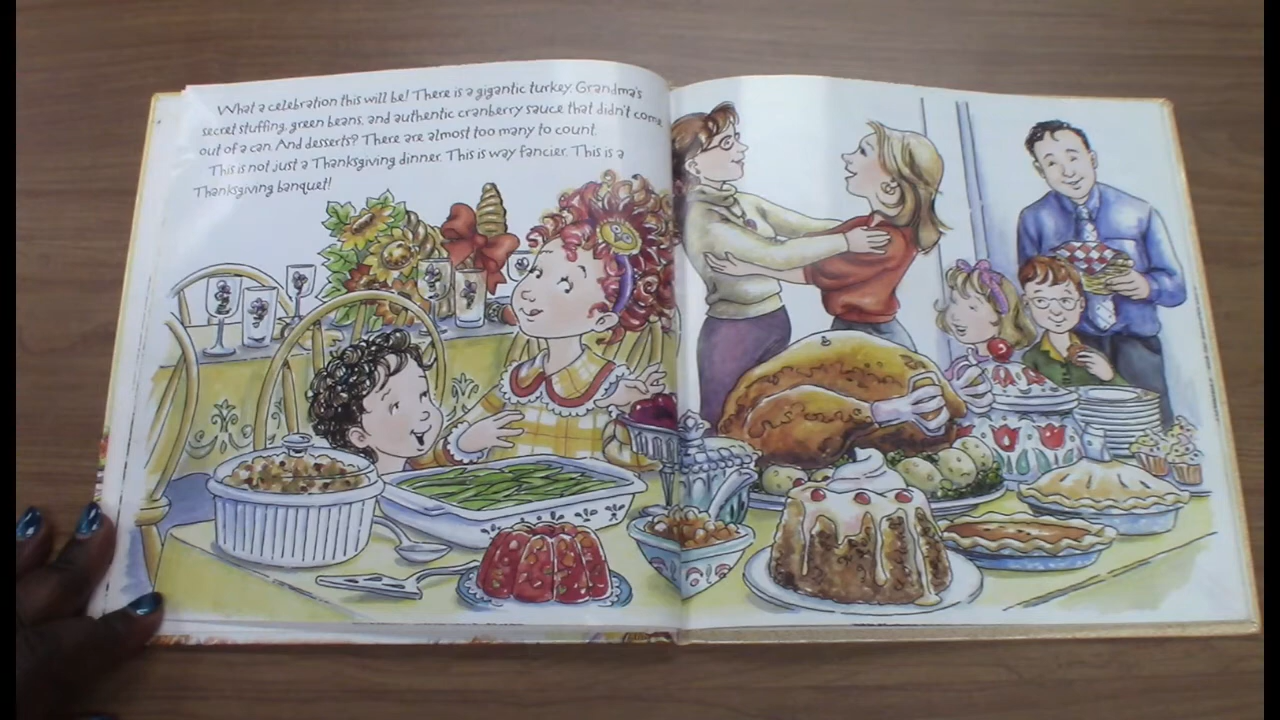 What a celebration this will be! There is a gigantic turkey, Grandma's
secret stuffing, green beans, and authentic cranberry sauce that didn't come
out of a can. And desserts? There are almost too many to count.
This is not just a Thanksgiving dinner. This is way fancier. This is a
Thanksgiving banquet!